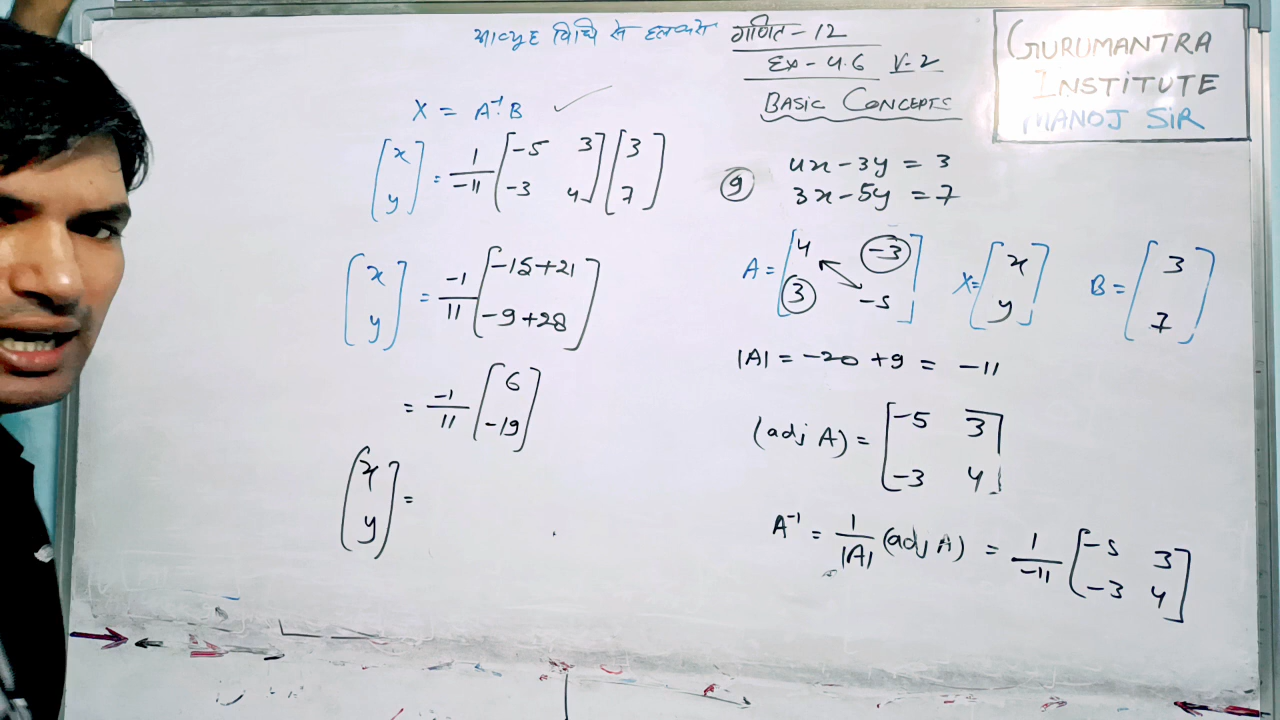 आव्यूह विधि से हल करो
गणित-12
Ex-4.6 V-2
BASIC CONCEPTS
GURUMANTRA
INSTITUTE
MANOJ SIR
X = A⁻¹B ✓
[x y] = 1/-11 [-5 3 -3 4] [3 7]
[x y] = -1/11 [-15+21 -9+28]
= -1/11 [6 -19]
[x y] =
(9) 4x-3y = 3
3x-5y = 7
A = [4 -3 3 -5] X = [x y] B = [3 7]
|A| = -20 +9 = -11
(adj A) = [-5 3 -3 4]
A⁻¹ = 1/|A| (adj A) = 1/-11 [-5 3 -3 4]